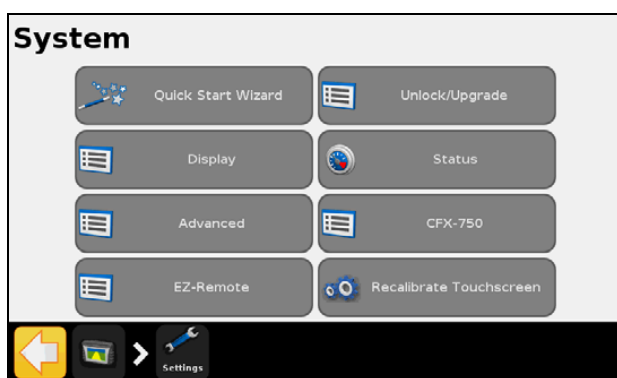 System
Quick Start Wizard
Unlock/Upgrade
Display
Status
Advanced
CFX-750
EZ-Remote
Recalibrate Touchscreen
Settings